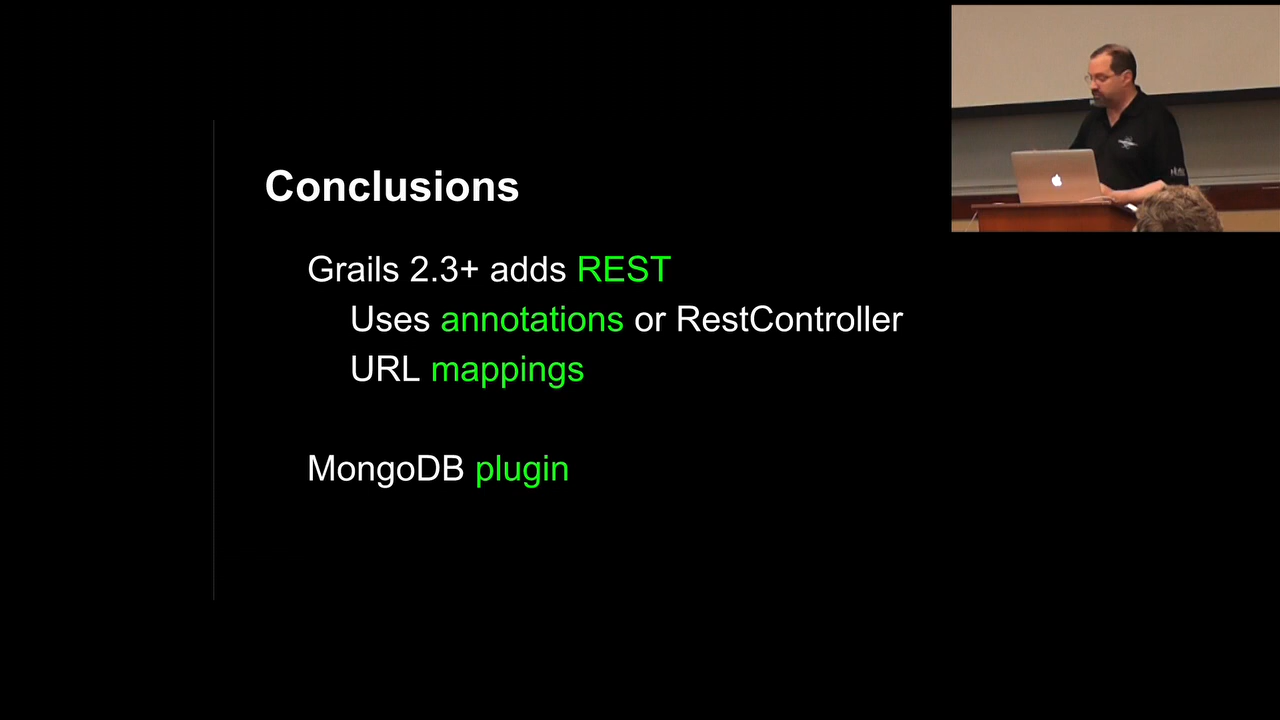 Conclusions
Grails 2.3+ adds REST
Uses annotations or RestController
URL mappings
MongoDB plugin